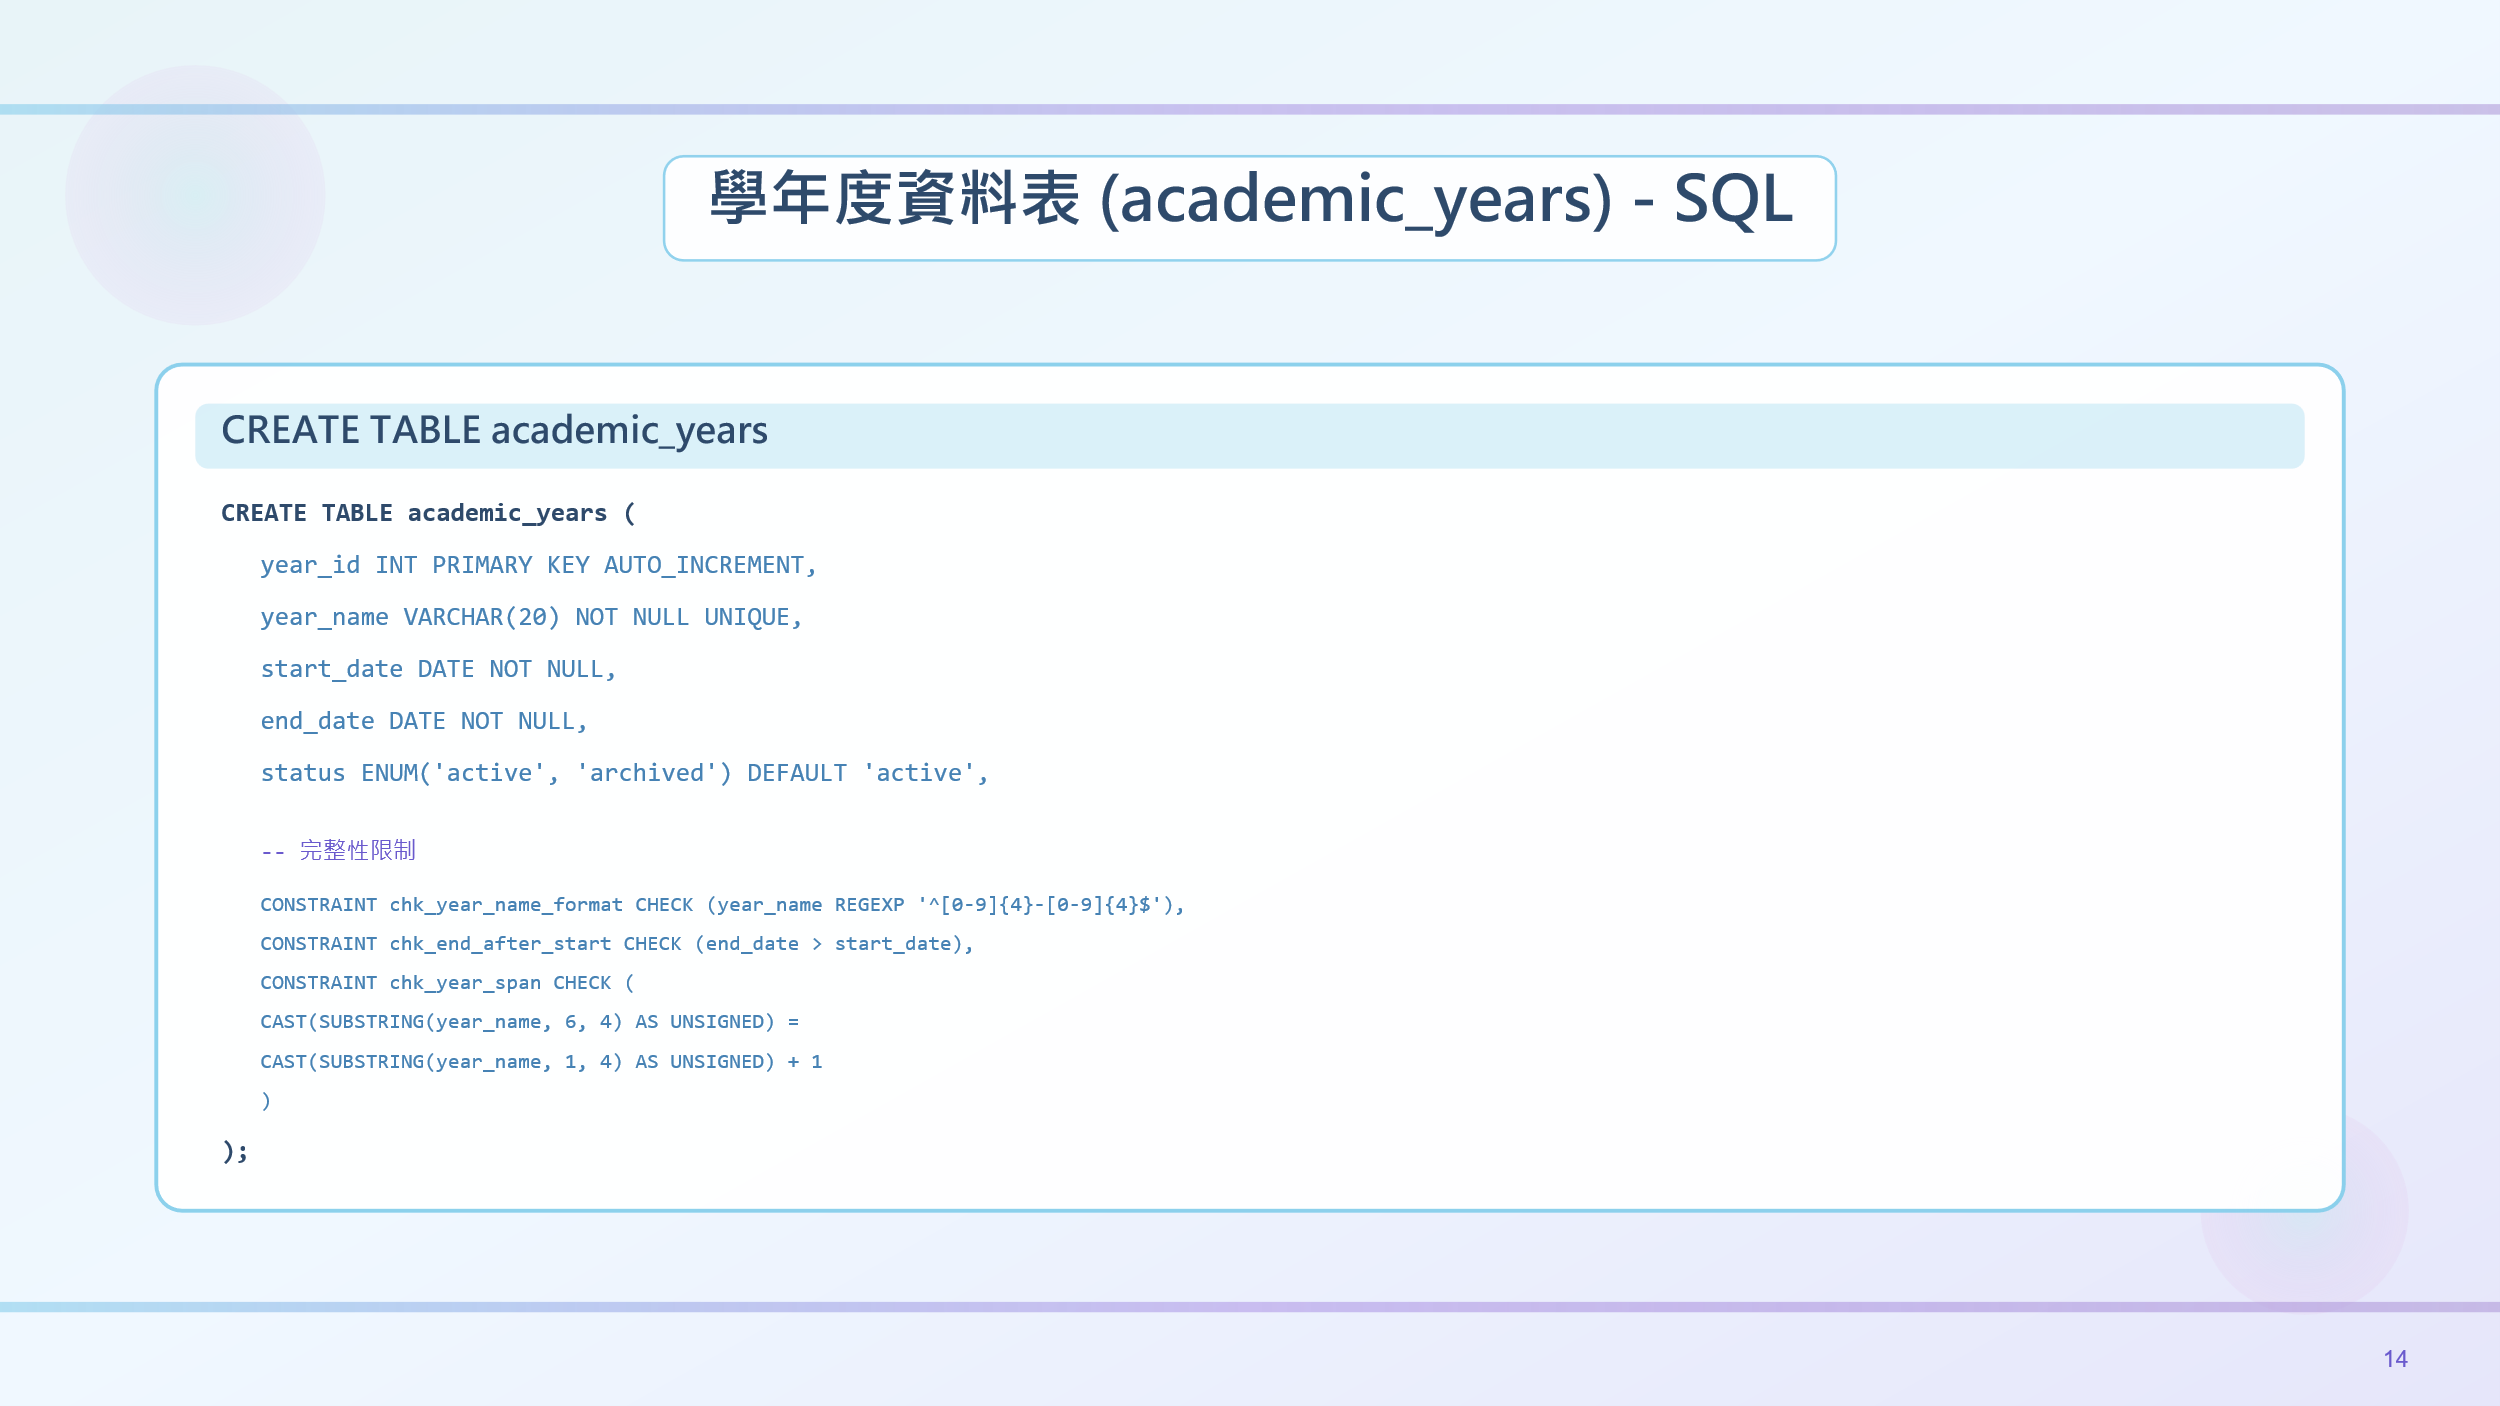 學年度資料表 (academic_years) - SQL
CREATE TABLE academic_years
CREATE TABLE academic_years (
year_id INT PRIMARY KEY AUTO_INCREMENT,
year_name VARCHAR(20) NOT NULL UNIQUE,
start_date DATE NOT NULL,
end_date DATE NOT NULL,
status ENUM('active', 'archived') DEFAULT 'active',
-- 完整性限制
CONSTRAINT chk_year_name_format CHECK (year_name REGEXP '^[0-9]{4}-[0-9]{4}$'),
CONSTRAINT chk_end_after_start CHECK (end_date > start_date),
CONSTRAINT chk_year_span CHECK (
CAST(SUBSTRING(year_name, 6, 4) AS UNSIGNED) =
CAST(SUBSTRING(year_name, 1, 4) AS UNSIGNED) + 1
)
);
14